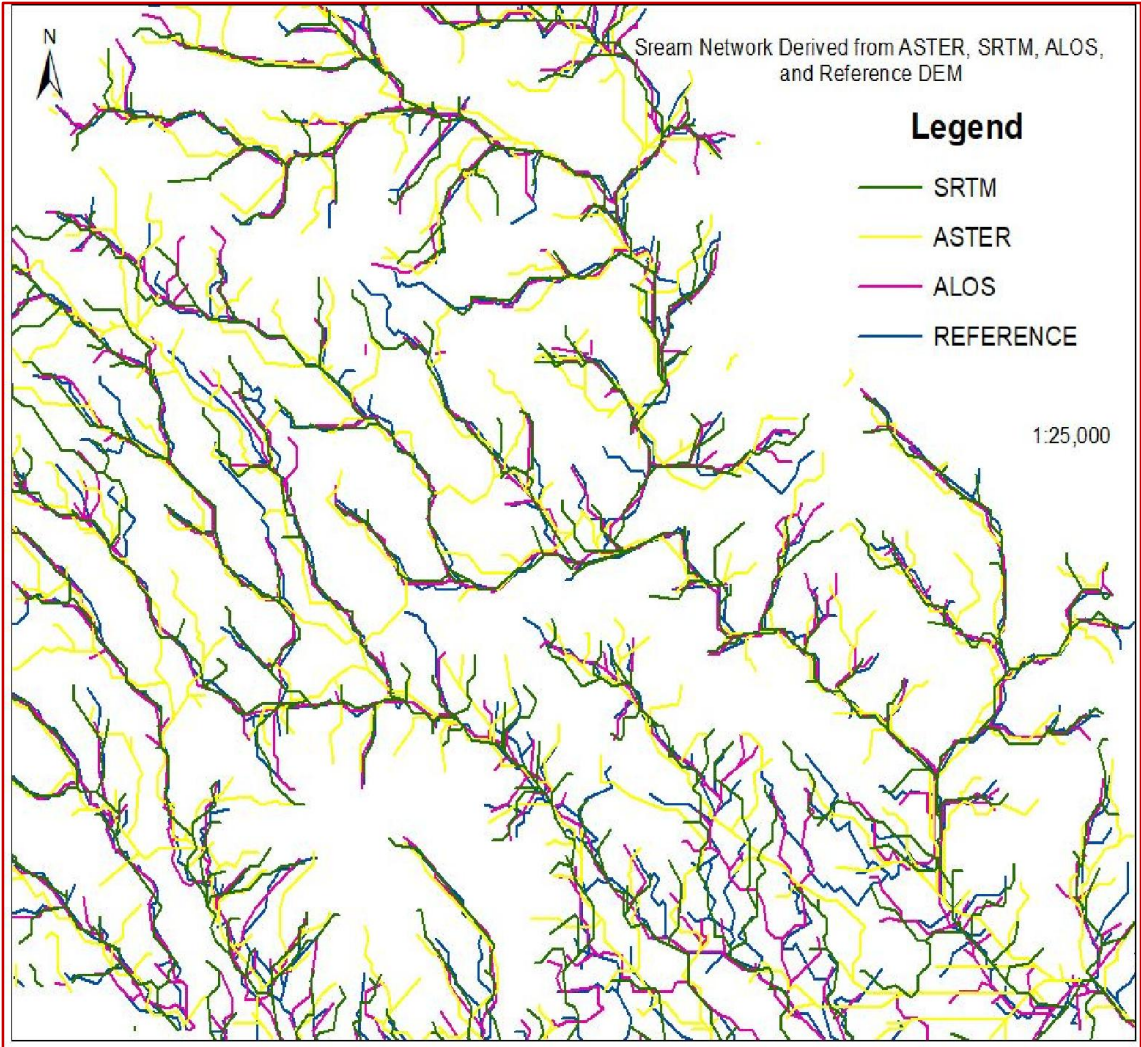 N
Sream Network Derived from ASTER, SRTM, ALOS,
and Reference DEM
Legend
SRTM
ASTER
ALOS
REFERENCE
1:25,000